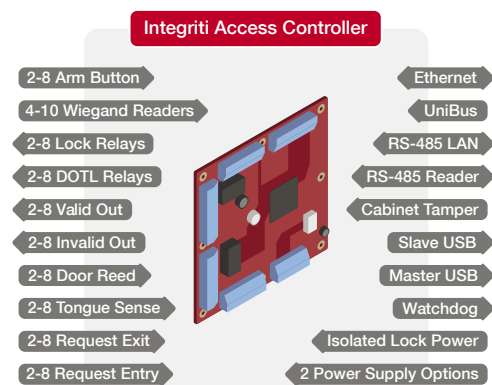 Integriti Access Controller
2-8 Arm Button
4-10 Wiegand Readers
2-8 Lock Relays
2-8 DOTL Relays
2-8 Valid Out
2-8 Invalid Out
2-8 Door Reed
2-8 Tongue Sense
2-8 Request Exit
2-8 Request Entry
Ethernet
UniBus
RS-485 LAN
RS-485 Reader
Cabinet Tamper
Slave USB
Master USB
Watchdog
Isolated Lock Power
2 Power Supply Options